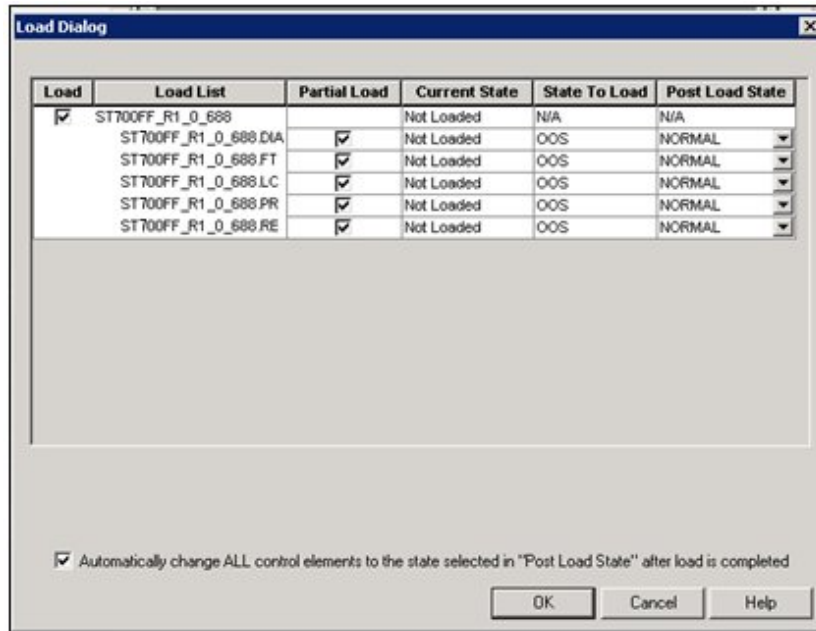 Load Dialog
Load Load List Partial Load Current State State To Load Post Load State
ST700FF_R1_0_688 Not Loaded N/A N/A
ST700FF_R1_0_688.DIA Not Loaded OOS NORMAL
ST700FF_R1_0_688.FT Not Loaded OOS NORMAL
ST700FF_R1_0_688.LC Not Loaded OOS NORMAL
ST700FF_R1_0_688.PR Not Loaded OOS NORMAL
ST700FF_R1_0_688.RE Not Loaded OOS NORMAL
Automatically change ALL control elements to the state selected in "Post Load State" after load is completed
OK Cancel Help